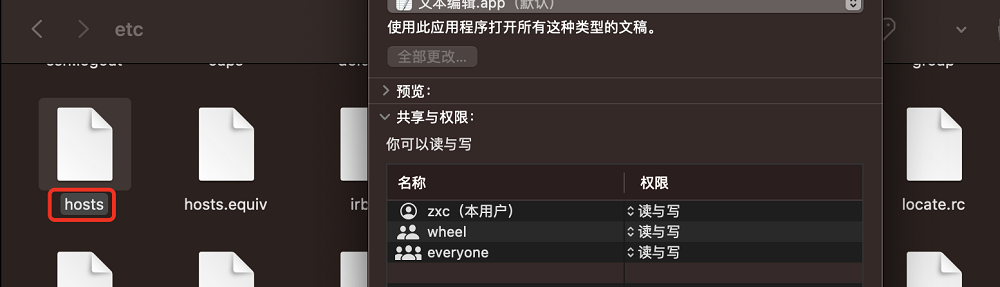 etc
文本编辑.app（默认）
使用此应用程序打开所有这种类型的文稿。
全部更改...
group
预览：
共享与权限：
你可以读与写
名称 权限
zxc（本用户） 读与写
wheel 读与写
everyone 读与写
hosts
hosts.equiv
irb
locate.rc